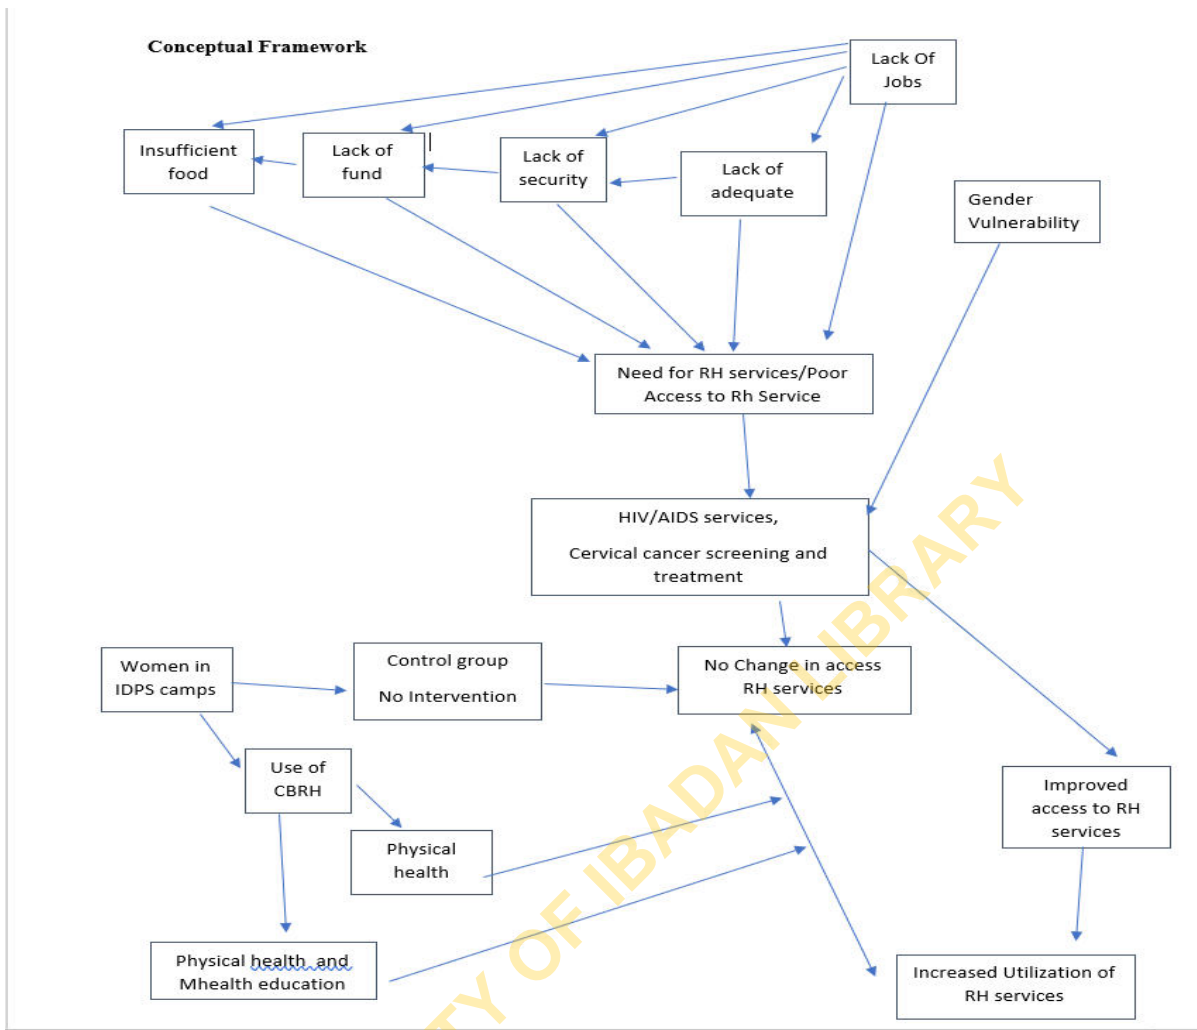 Conceptual Framework
Lack Of
Jobs
Insufficient
food
Lack of
fund
Lack of
security
Lack of
adequate
Gender
Vulnerability
Need for RH services/Poor
Access to Rh Service
HIV/AIDS services,
Cervical cancer screening and
treatment
Women in
IDPS camps
Control group
No Intervention
No Change in access
RH services
Use of
CBRH
Improved
access to RH
services
Physical
health
Physical health and
Mhealth education
Increased Utilization of
RH services
TY OF IBADAN LIBRARY